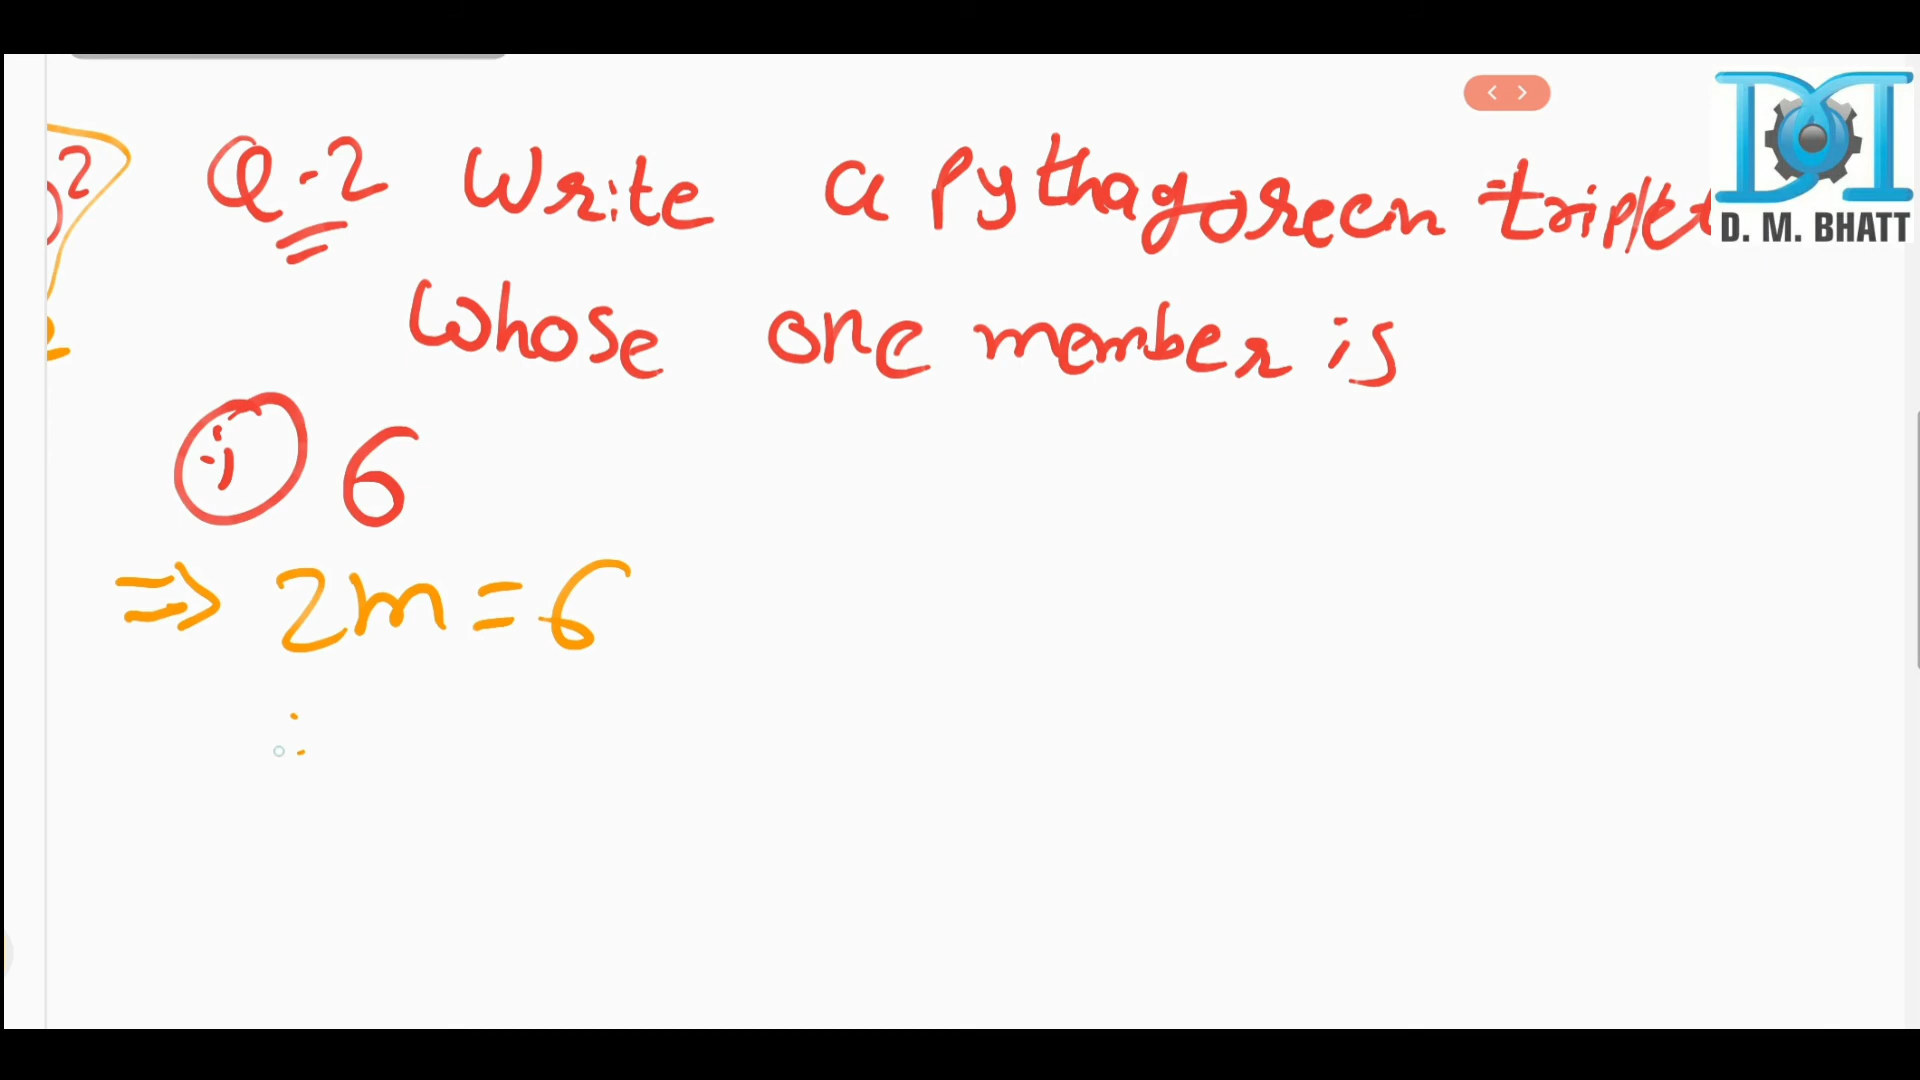 Q.2 Write a Pythagorean triplet
whose one member is
(i) 6
⇒ 2m = 6
D. M. BHATT